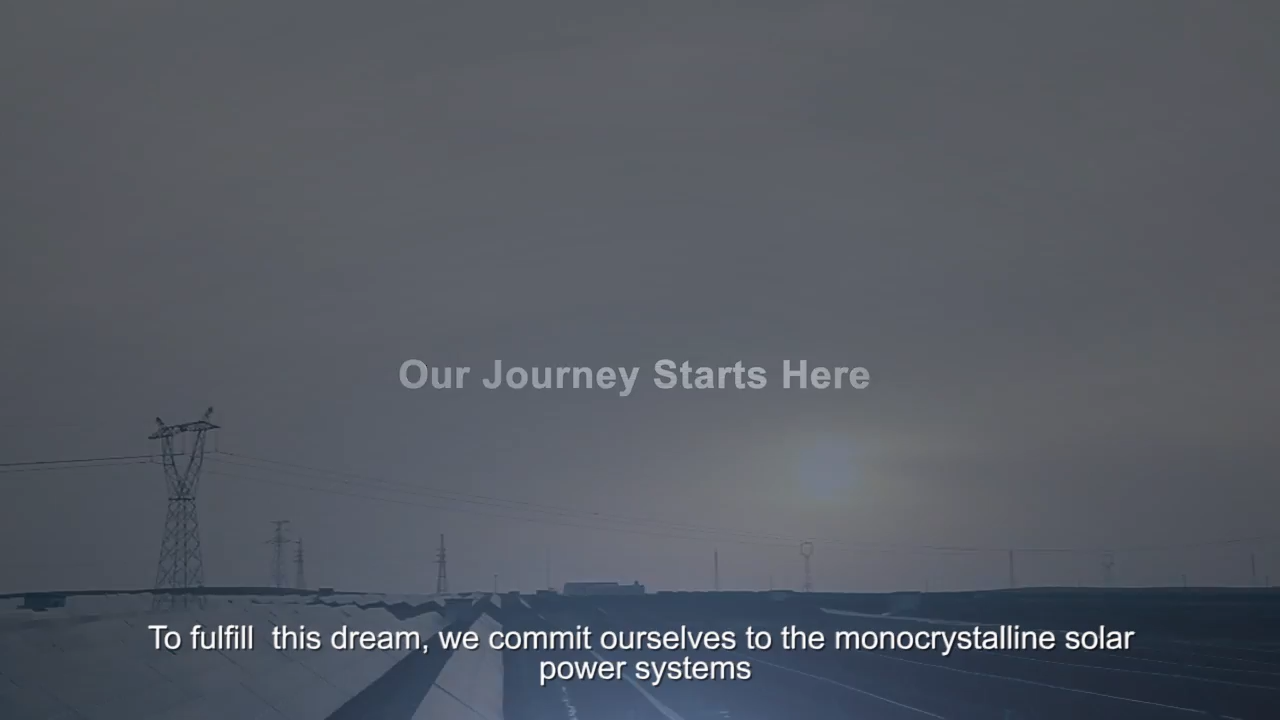 Our Journey Starts Here
To fulfill  this dream, we commit ourselves to the monocrystalline solar
power systems